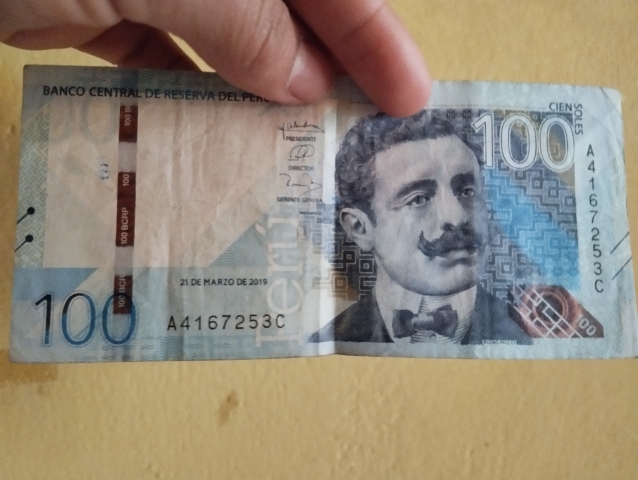 BANCO CENTRAL DE RESERVA DEL PERÚ
CIEN
SOLES
100
100
100 BCRP
100 BCRP
PRESIDENTE
DIRECTOR
GERENTE GENERAL
Perú
21 DE MARZO DE 2019
100
A4167253C
A4167253C